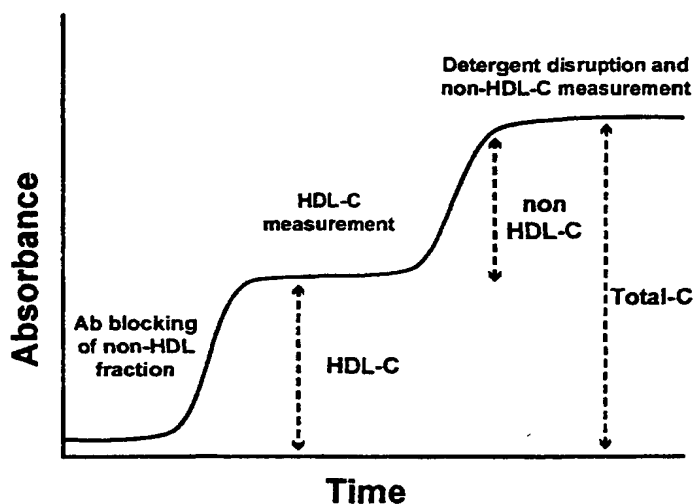 Detergent disruption and
non-HDL-C measurement
HDL-C
measurement
non
HDL-C
Total-C
Ab blocking
of non-HDL
fraction
HDL-C
Absorbance
Time